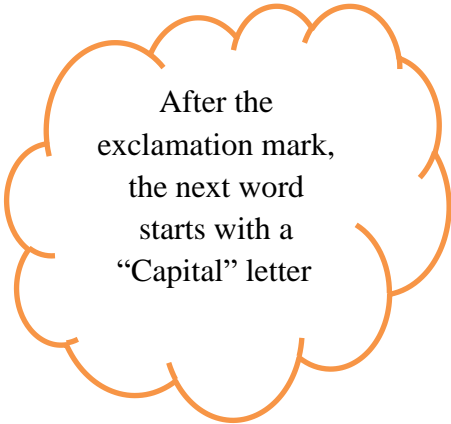 After the
exclamation mark,
the next word
starts with a
“Capital” letter